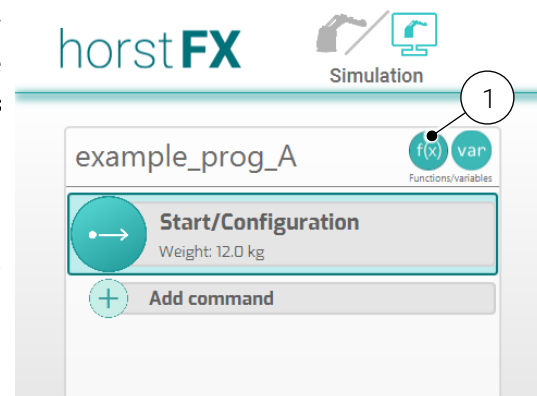 horstFX
Simulation
1
example_prog_A
f(x) var
Functions/variables
Start/Configuration
Weight: 12.0 kg
Add command